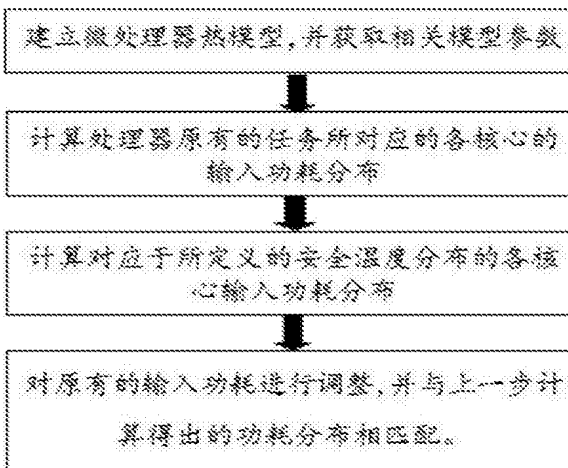 建立微处理器热模型,并获取相关模型参数
计算处理器原有的任务所对应的各核心的
输入功耗分布
计算对应于所定义的安全温度分布的各核
心输入功耗分布
对原有的输入功耗进行调整,并与上一步计
算得出的功耗分布相匹配。